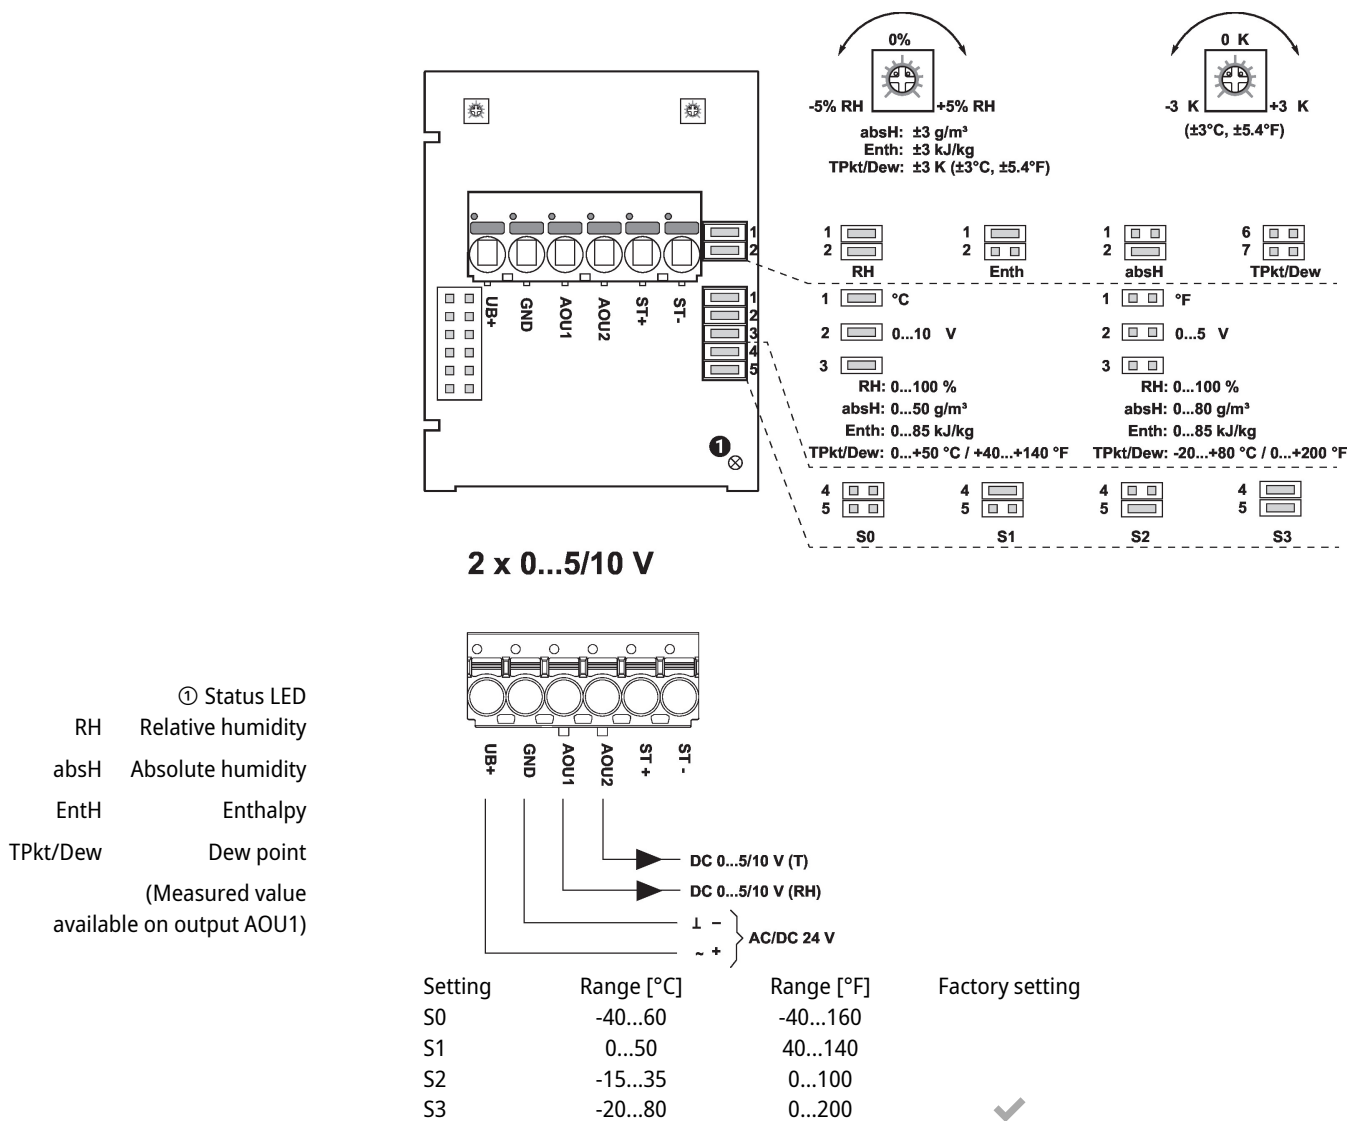 0%
-5% RH +5% RH
absH: ±3 g/m³
Enth: ±3 kJ/kg
TPkt/Dew: ±3 K (±3°C, ±5.4°F)
0 K
-3 K +3 K
(±3°C, ±5.4°F)
1
2
UB+ GND AOU1 AOU2 ST+ ST-
1
2
3
4
5
❶
1
2
RH
1
2
Enth
1
2
absH
6
7
TPkt/Dew
1 °C
2 0...10 V
3
RH: 0...100 %
absH: 0...50 g/m³
Enth: 0...85 kJ/kg
TPkt/Dew: 0...+50 °C / +40...+140 °F
1 °F
2 0...5 V
3
RH: 0...100 %
absH: 0...80 g/m³
Enth: 0...85 kJ/kg
TPkt/Dew: -20...+80 °C / 0...+200 °F
4
5
S0
4
5
S1
4
5
S2
4
5
S3
2 x 0...5/10 V
UB+ GND AOU1 AOU2 ST + ST -
DC 0...5/10 V (T)
DC 0...5/10 V (RH)
⊥ –
~ +
AC/DC 24 V
① Status LED
RH Relative humidity
absH Absolute humidity
EntH Enthalpy
TPkt/Dew Dew point
(Measured value
available on output AOU1)
Setting Range [°C] Range [°F] Factory setting
S0 -40...60 -40...160
S1 0...50 40...140
S2 -15...35 0...100
S3 -20...80 0...200 ✔